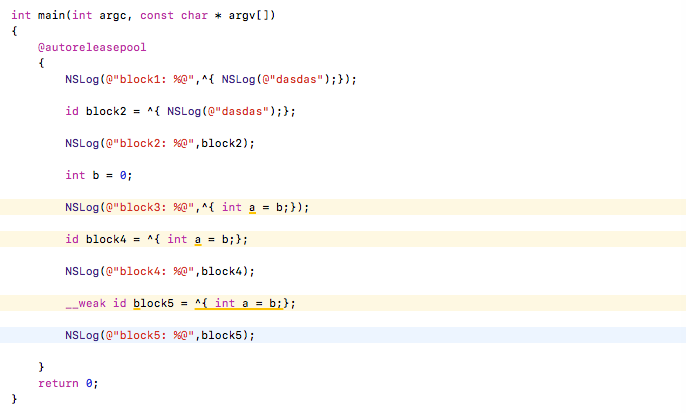 int main(int argc, const char * argv[])
{
@autoreleasepool
{
NSLog(@"block1: %@",^{ NSLog(@"dasdas");});
id block2 = ^{ NSLog(@"dasdas");};
NSLog(@"block2: %@",block2);
int b = 0;
NSLog(@"block3: %@",^{ int a = b;});
id block4 = ^{ int a = b;};
NSLog(@"block4: %@",block4);
__weak id block5 = ^{ int a = b;};
NSLog(@"block5: %@",block5);
}
return 0;
}